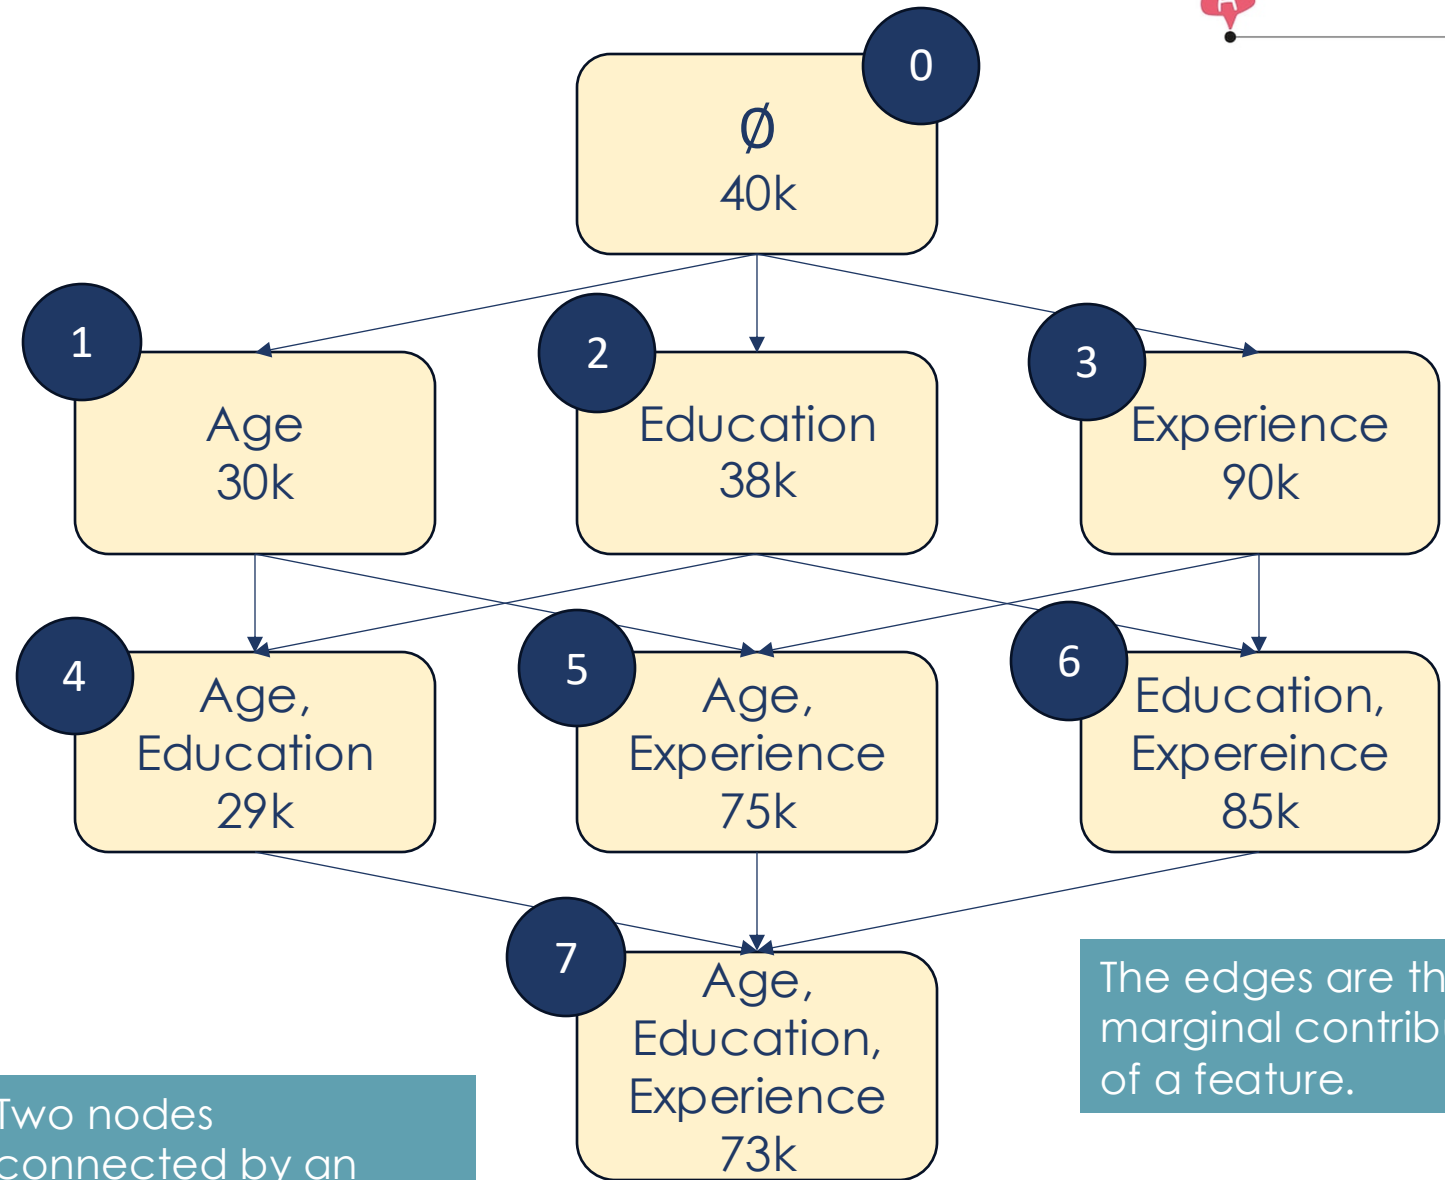 0
Ø
40k
1
Age
30k
2
Education
38k
3
Experience
90k
4
Age,
Education
29k
5
Age,
Experience
75k
6
Education,
Expereince
85k
7
Age,
Education,
Experience
73k
The edges are th
marginal contrib
of a feature.
Two nodes
connected by an